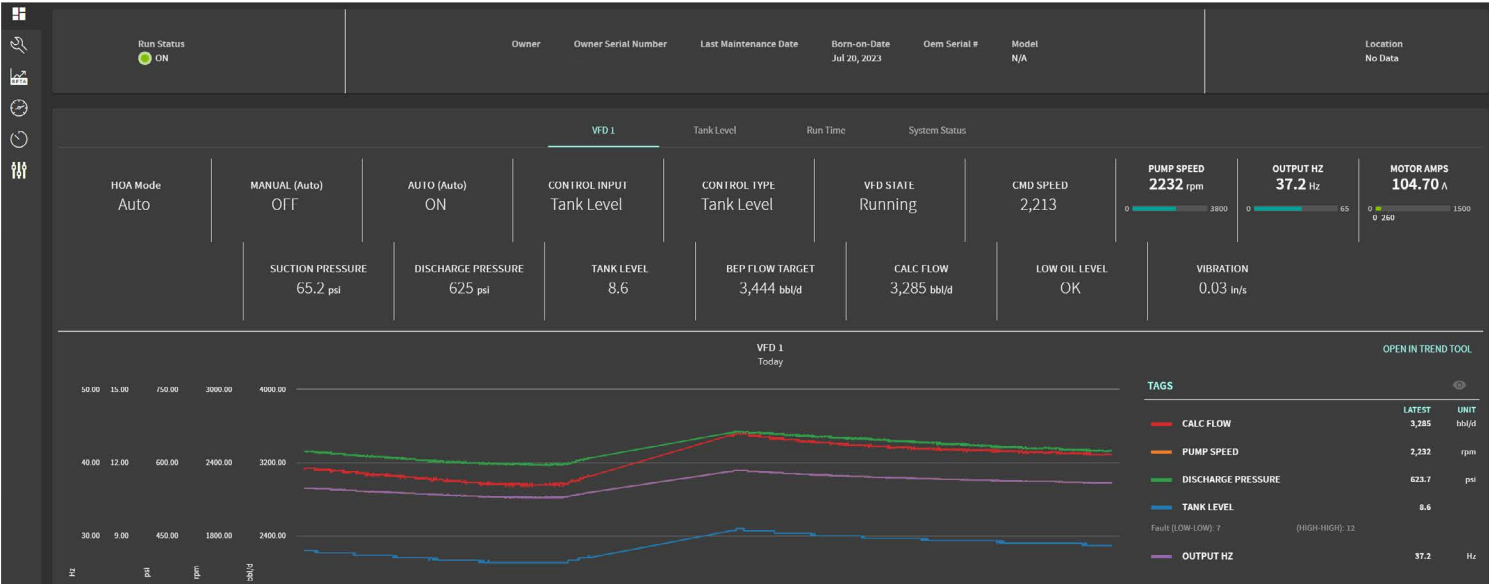 Run Status
ON
Owner Owner Serial Number Last Maintenance Date Born-on-Date Oem Serial # Model
Jul 20, 2023 N/A
Location
No Data
VFD 1 Tank Level Run Time System Status
HOA Mode
Auto
MANUAL (Auto)
OFF
AUTO (Auto)
ON
CONTROL INPUT
Tank Level
CONTROL TYPE
Tank Level
VFD STATE
Running
CMD SPEED
2,213
PUMP SPEED
2232 rpm
0 3800
OUTPUT HZ
37.2 Hz
0 65
MOTOR AMPS
104.70 A
0 1500
0 260
SUCTION PRESSURE
65.2 psi
DISCHARGE PRESSURE
625 psi
TANK LEVEL
8.6
BEP FLOW TARGET
3,444 bbl/d
CALC FLOW
3,285 bbl/d
LOW OIL LEVEL
OK
VIBRATION
0.03 in/s
VFD 1
Today
OPEN IN TREND TOOL
50.00 15.00 750.00 3000.00 4000.00
40.00 12.00 600.00 2400.00 3200.00
30.00 9.00 450.00 1800.00 2400.00
Hz psi rpm bbl/d
TAGS
LATEST UNIT
CALC FLOW 3,285 bbl/d
PUMP SPEED 2,232 rpm
DISCHARGE PRESSURE 623.7 psi
TANK LEVEL 8.6
Fault (LOW-LOW): 7 (HIGH-HIGH): 12
OUTPUT HZ 37.2 Hz